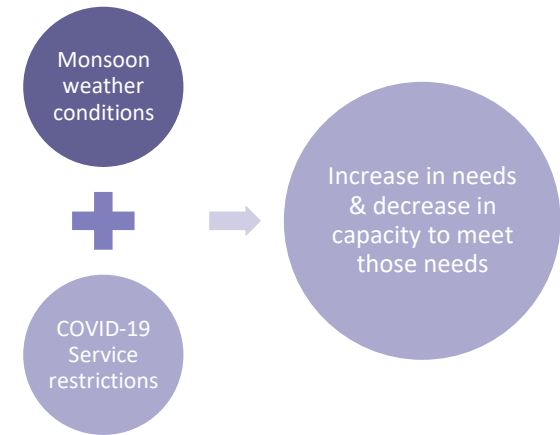 Monsoon
weather
conditions
COVID-19
Service
restrictions
Increase in needs
& decrease in
capacity to meet
those needs